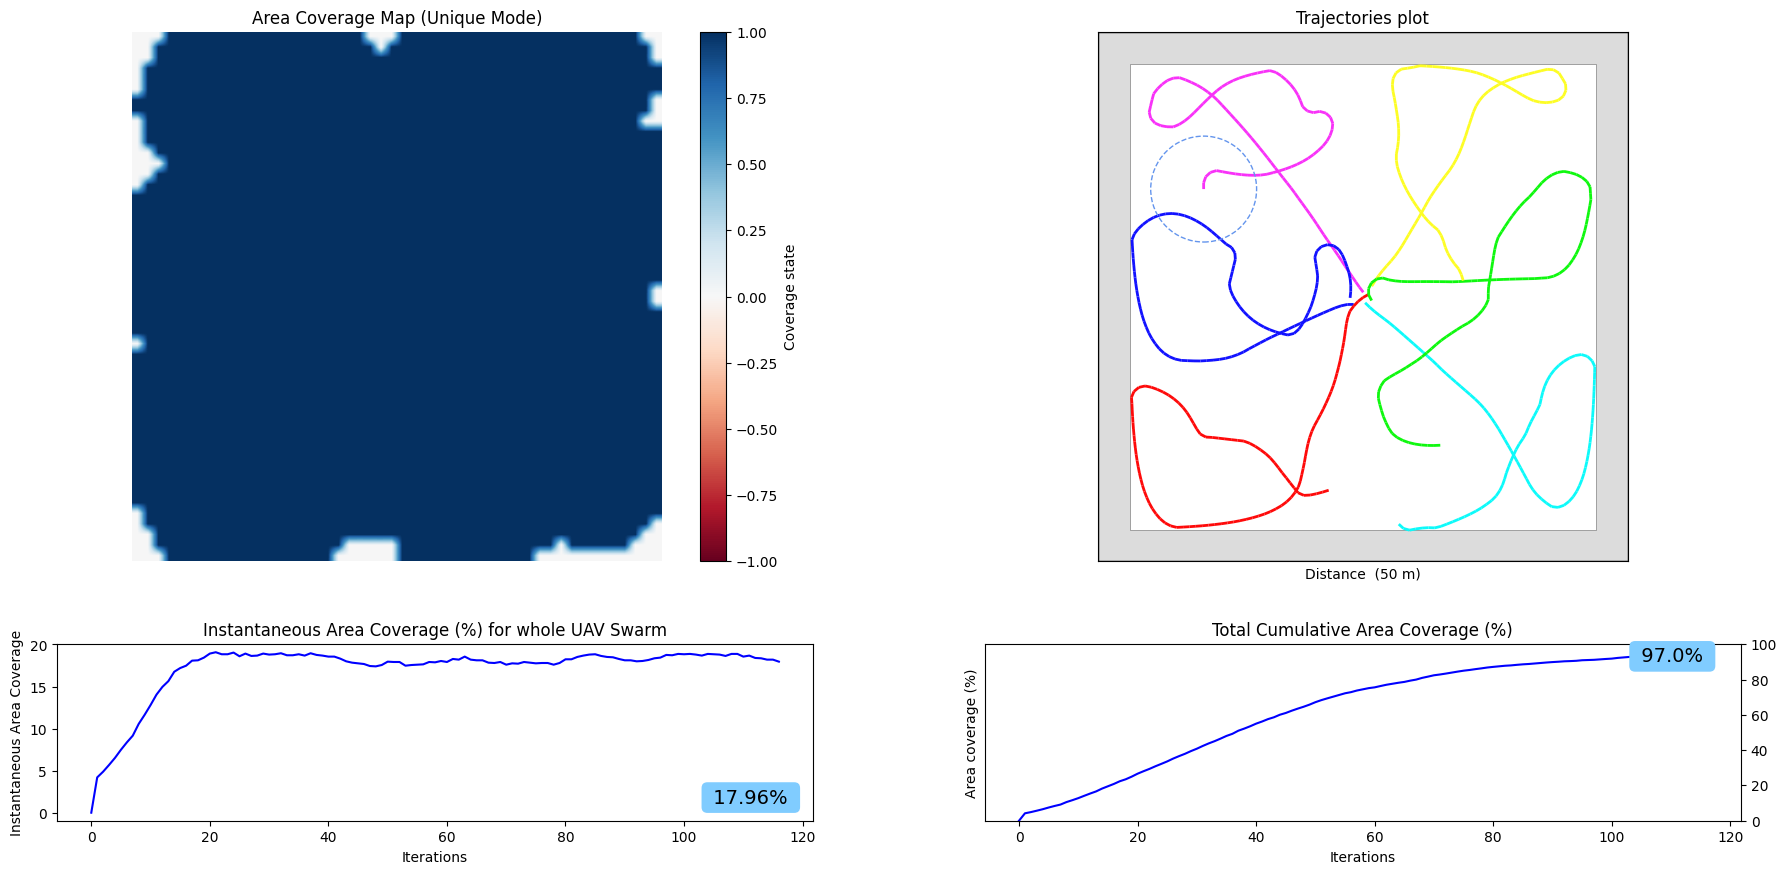 Area Coverage Map (Unique Mode)
1.00
0.75
0.50
0.25
0.00
−0.25
−0.50
−0.75
−1.00
Coverage state
Trajectories plot
Distance  (50 m)
Instantaneous Area Coverage (%) for whole UAV Swarm
Instantaneous Area Coverage
20
15
10
5
0
17.96%
0 20 40 60 80 100 120
Iterations
Total Cumulative Area Coverage (%)
Area coverage (%)
97.0%
100
80
60
40
20
0
0 20 40 60 80 100 120
Iterations